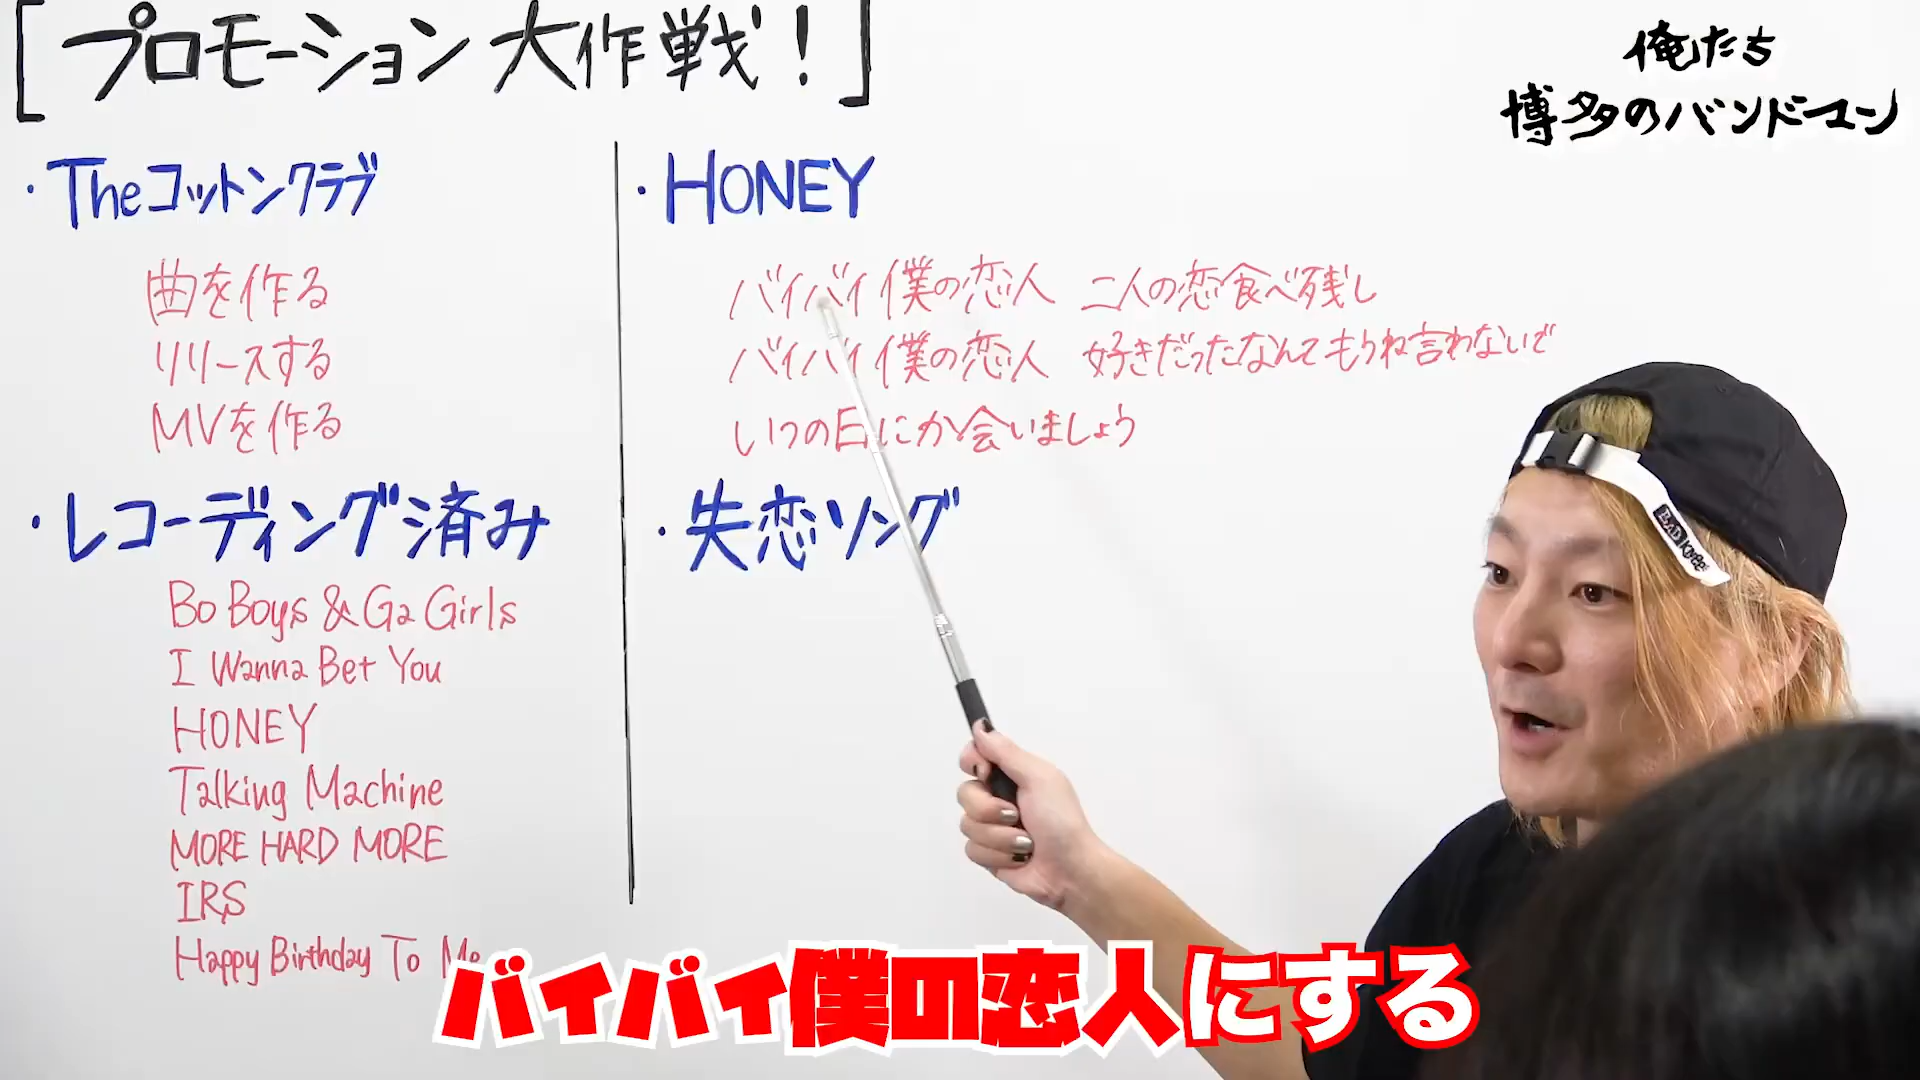 [プロモーション大作戦!]
俺たち
博多のバンドマン
・Theコットンクラブ
曲を作る
リリースする
MVを作る
・レコーディング済み
Bo Boys & Ga Girls
I Wanna Bet You
HONEY
Talking Machine
MORE HARD MORE
IRS
Happy Birthday To Me
・HONEY
バイバイ僕の恋人 二人の恋食べ残し
バイバイ僕の恋人 好きだったなんてもうね言わないで
いつの日にか会いましょう
・失恋ソング
BAD Knee
バイバイ僕の恋人にする